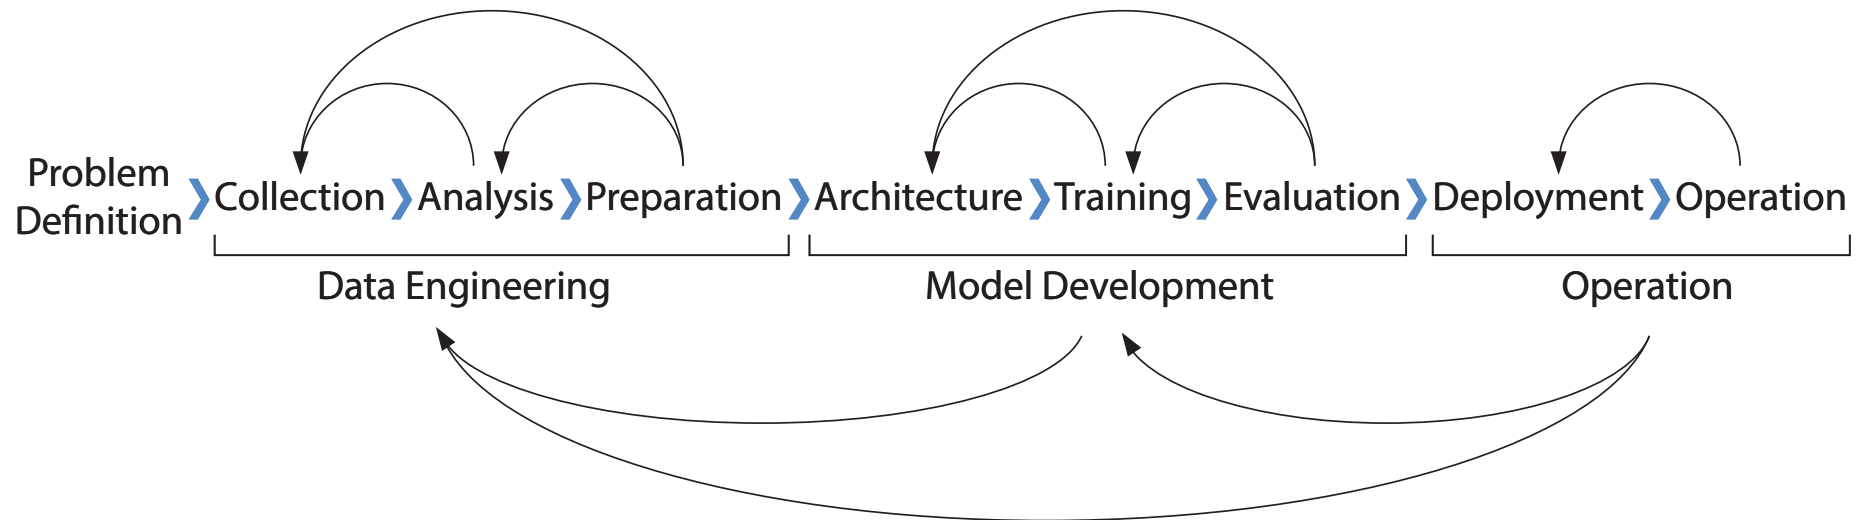 Problem
Definition
Collection Analysis Preparation Architecture Training Evaluation Deployment Operation
Data Engineering Model Development Operation